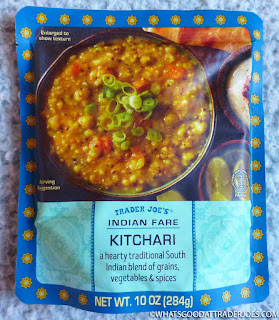 Enlarged to
show texture
Serving
Suggestion
TRADER JOE'S®
INDIAN FARE
KITCHARI
a hearty traditional South
Indian blend of grains,
vegetables & spices
NET WT. 10 OZ (284g)
©WHATSGOODATTRADERJOES.COM